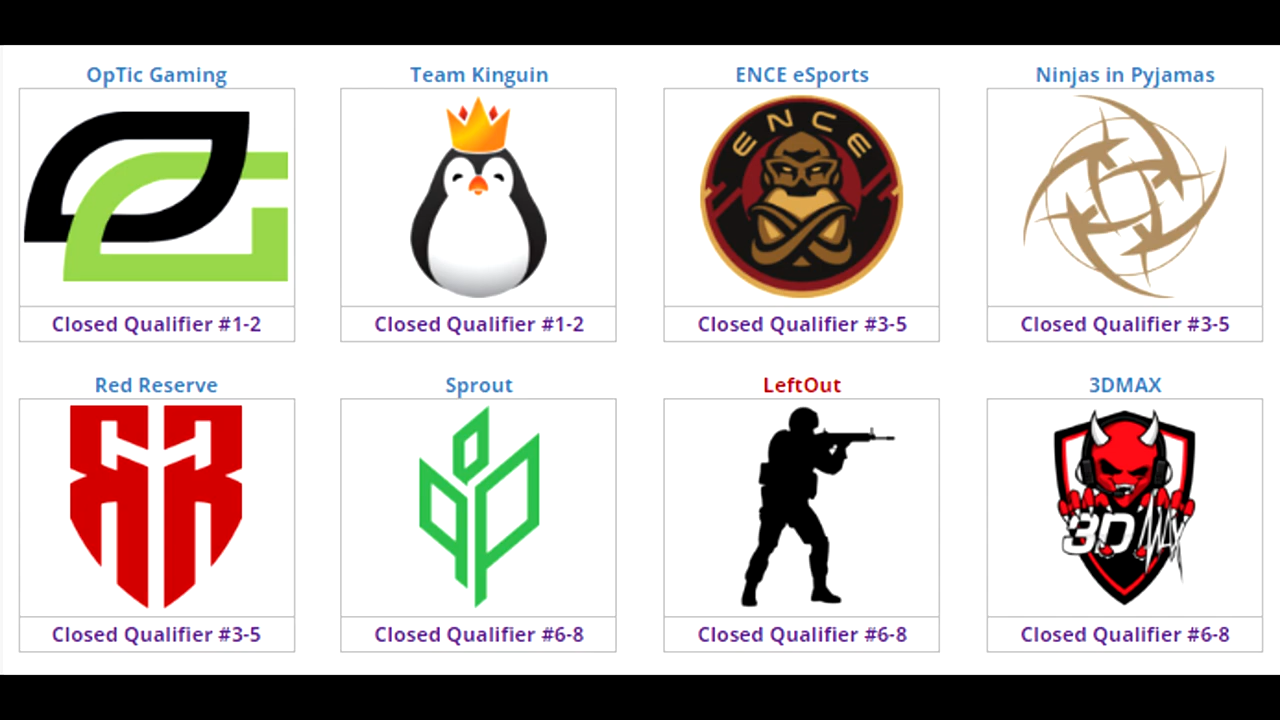 OpTic Gaming
Team Kinguin
ENCE eSports
Ninjas in Pyjamas
ENCE
Closed Qualifier #1-2
Closed Qualifier #1-2
Closed Qualifier #3-5
Closed Qualifier #3-5
Red Reserve
Sprout
LeftOut
3DMAX
3DMAX
Closed Qualifier #3-5
Closed Qualifier #6-8
Closed Qualifier #6-8
Closed Qualifier #6-8